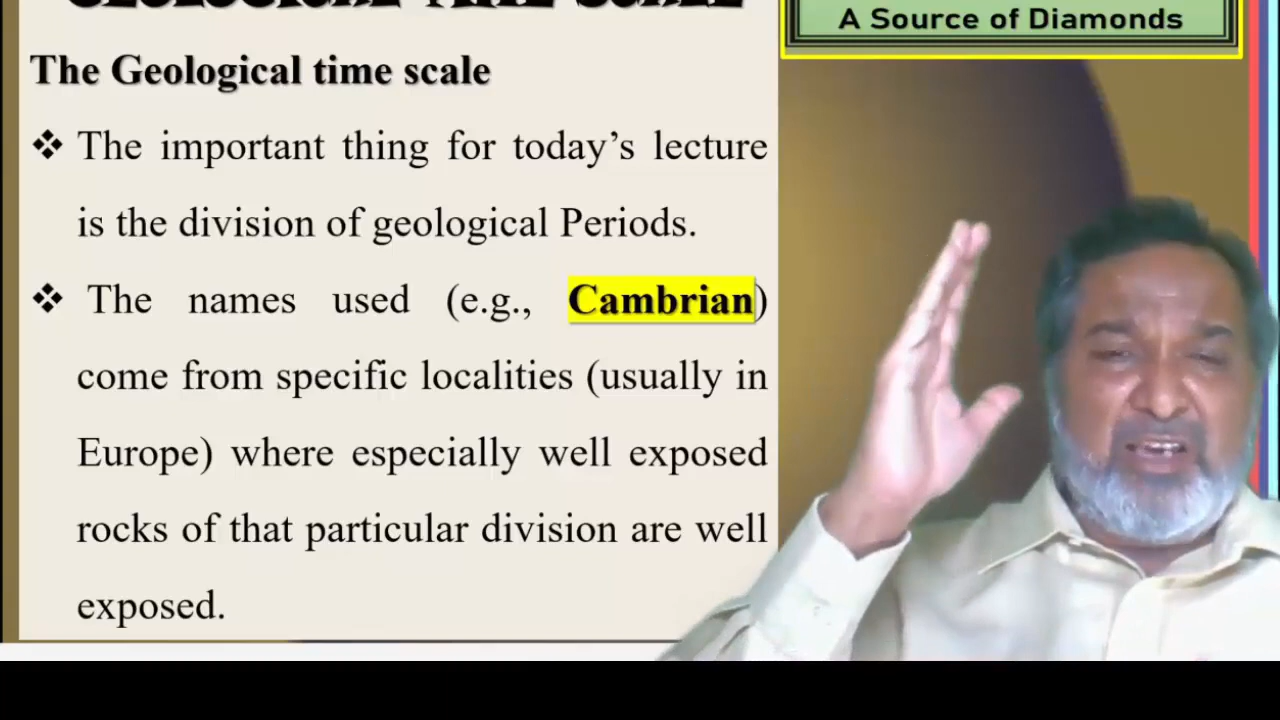 A Source of Diamonds
The Geological time scale
❖ The important thing for today’s lecture
is the division of geological Periods.
❖ The names used (e.g., Cambrian)
come from specific localities (usually in
Europe) where especially well exposed
rocks of that particular division are well
exposed.